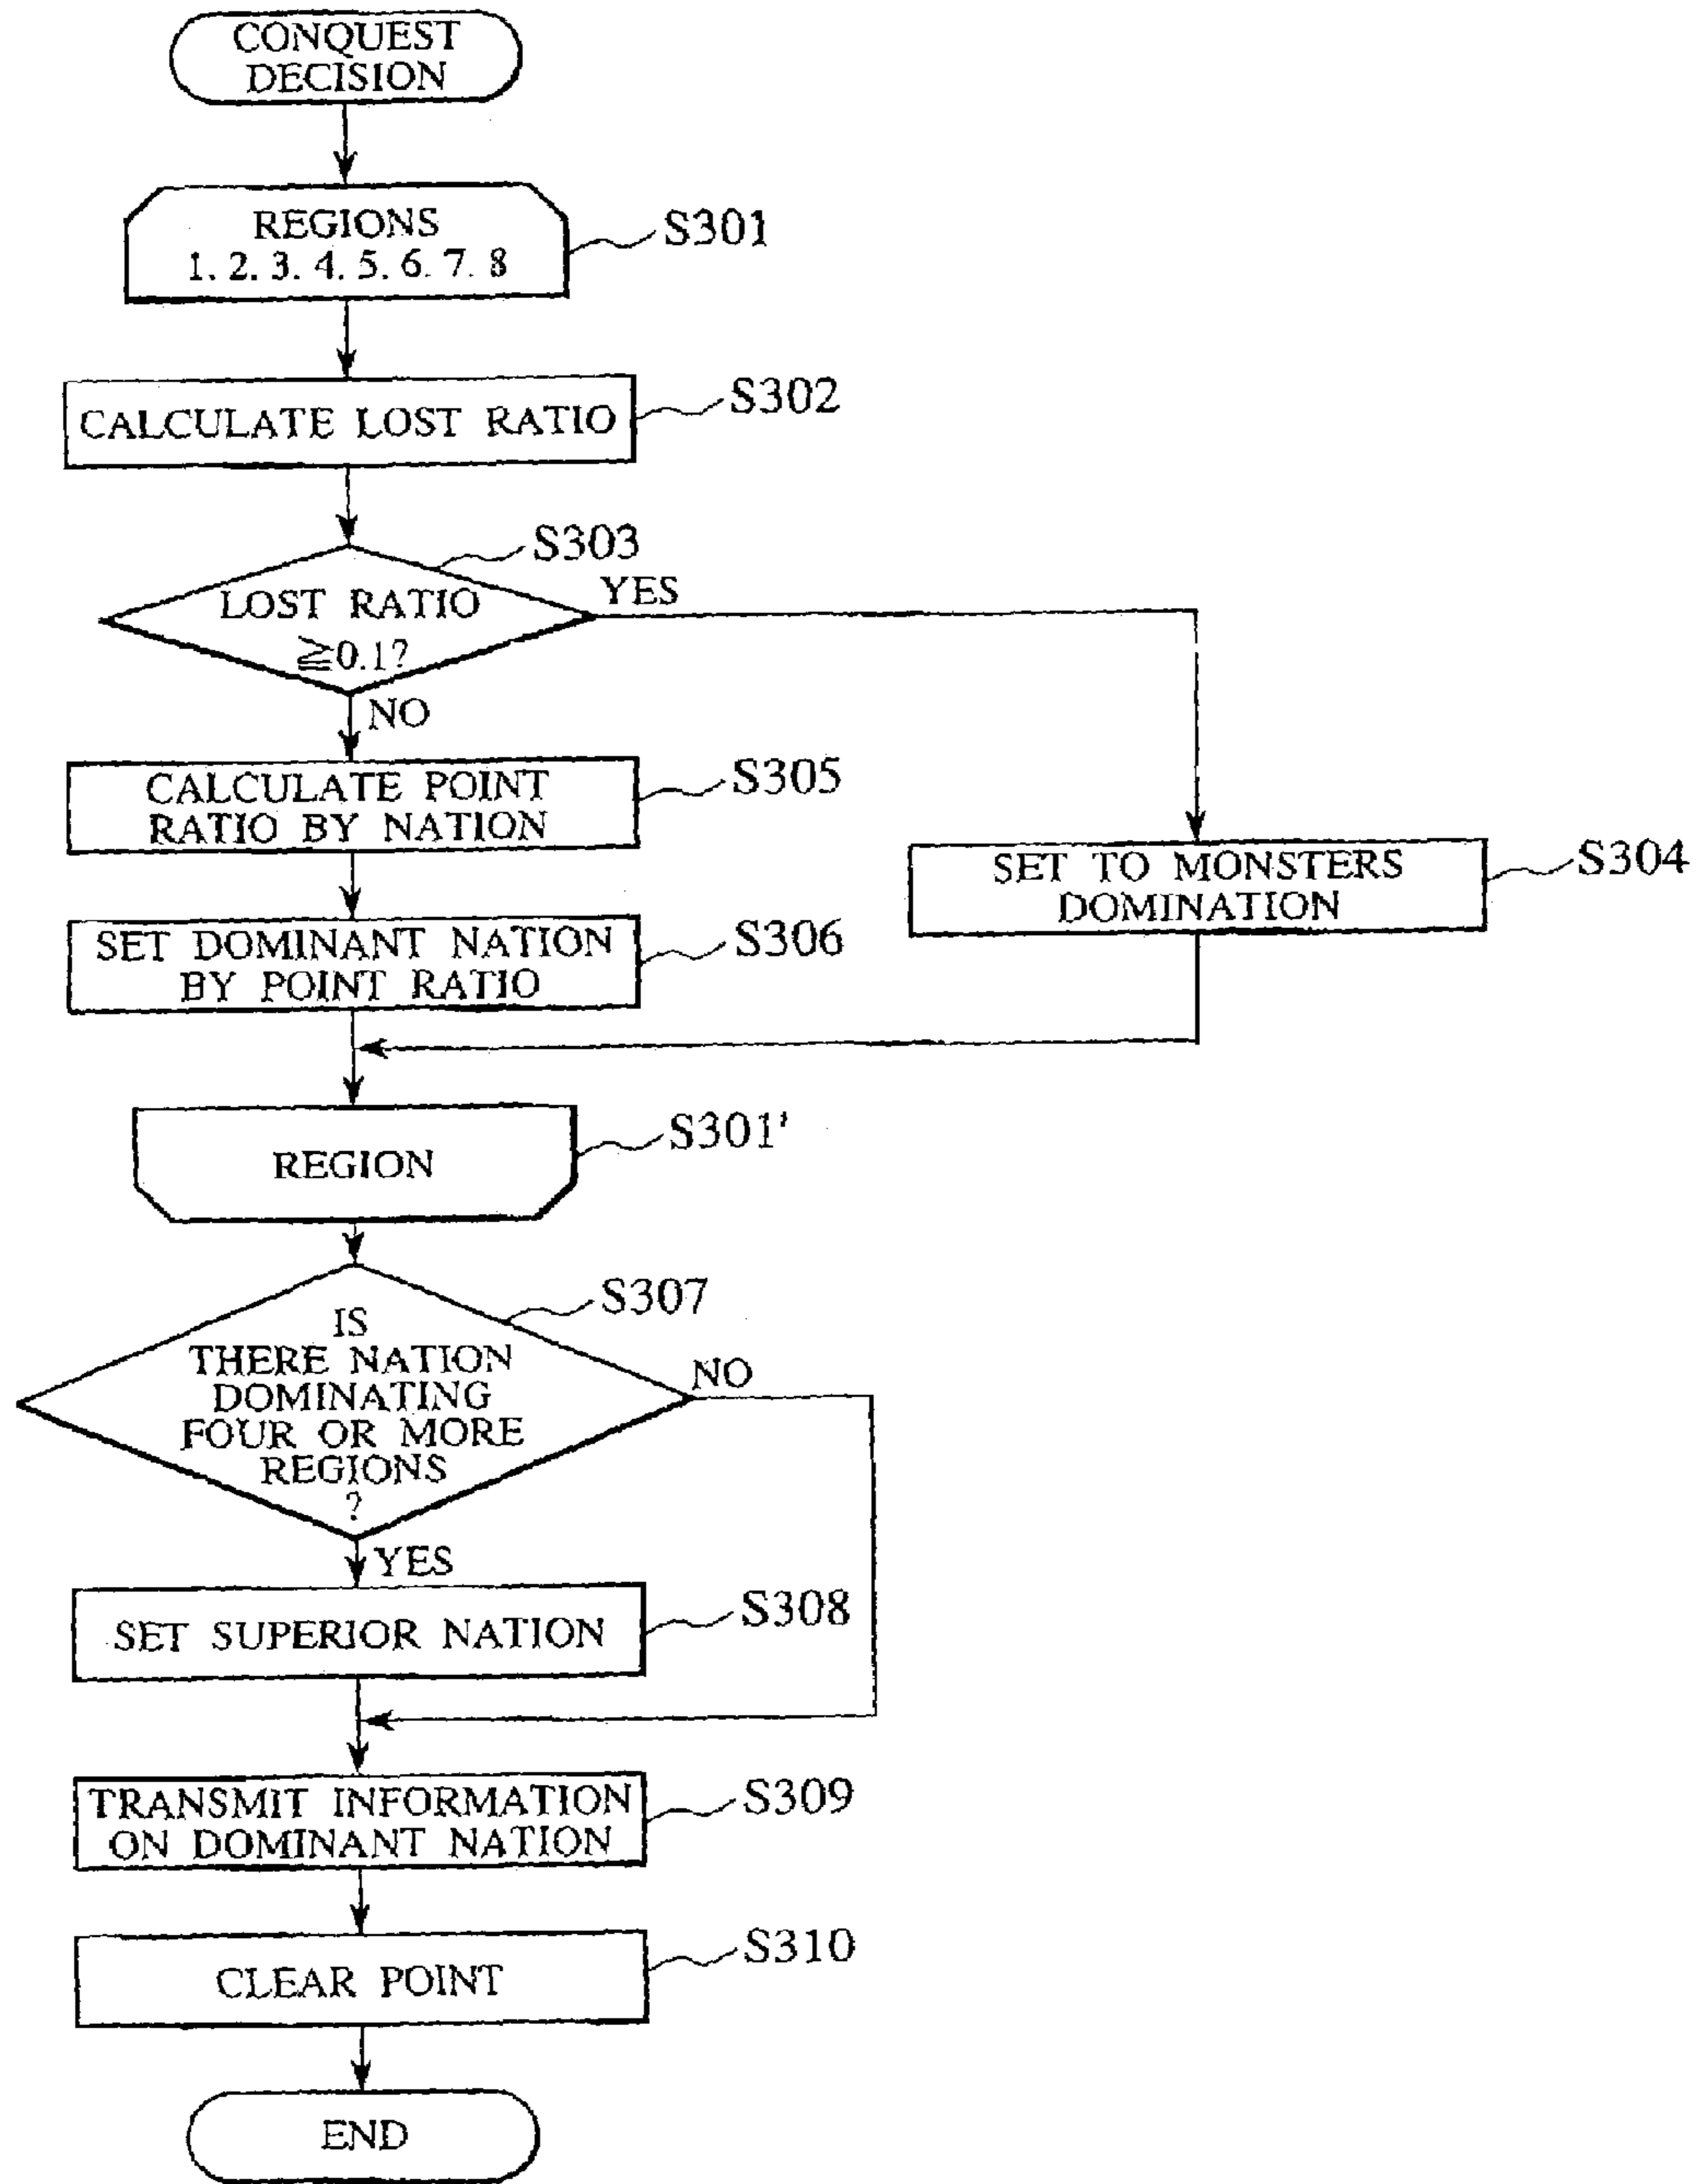 CONQUEST
DECISION
REGIONS
1. 2. 3. 4. 5. 6. 7. 8
S301
CALCULATE LOST RATIO
S302
S303
LOST RATIO
≧0.1?
YES
NO
CALCULATE POINT
RATIO BY NATION
S305
SET TO MONSTERS
DOMINATION
S304
SET DOMINANT NATION
BY POINT RATIO
S306
REGION
S301'
S307
IS
THERE NATION
DOMINATING
FOUR OR MORE
REGIONS
?
NO
YES
SET SUPERIOR NATION
S308
TRANSMIT INFORMATION
ON DOMINANT NATION
S309
CLEAR POINT
S310
END